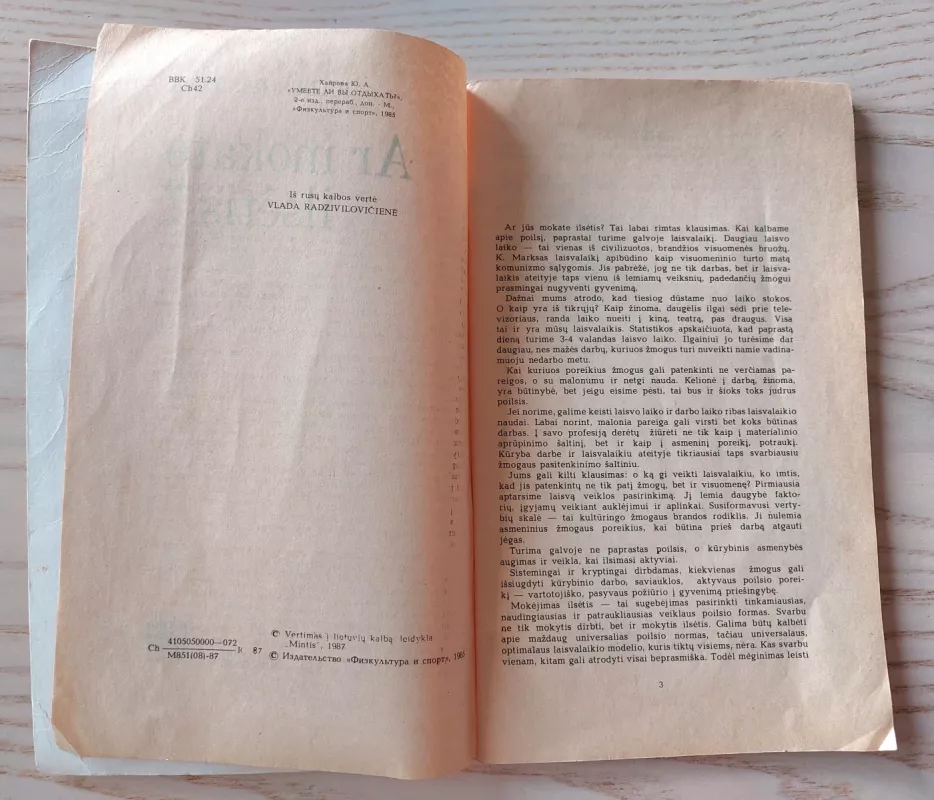 BBK 51.24
Ch42
Хайрова Ю. А.
«УМЕЕТЕ ЛИ ВЫ ОТДЫХАТЬ?»,
2-е изд., перераб., доп. - М.,
«Физкультура и спорт», 1985
Iš rusų kalbos vertė
VLADA RADZIVILOVIČIENĖ
4105050000—072
Ch 87
M851(08)-87
© Vertimas į lietuvių kalbą leidykla
„Mintis", 1987
© Издательство «Физкультура и спорт», 1985
Ar jūs mokate ilsėtis? Tai labai rimtas klausimas. Kai kalbame
apie poilsį, paprastai turime galvoje laisvalaikį. Daugiau laisvo
laiko — tai vienas iš civilizuotos, brandžios visuomenės bruožų.
K. Marksas laisvalaikį apibūdino kaip visuomeninio turto matą
komunizmo sąlygomis. Jis pabrėžė, jog ne tik darbas, bet ir laisva-
laikis ateityje taps vienu iš lemiamų veiksnių, padedančių žmogui
prasmingai nugyventi gyvenimą.
Dažnai mums atrodo, kad tiesiog dūstame nuo laiko stokos.
O kaip yra iš tikrųjų? Kaip žinoma, daugelis ilgai sėdi prie tele-
vizoriaus, randa laiko nueiti į kiną, teatrą, pas draugus. Visa
tai ir yra mūsų laisvalaikis. Statistikos apskaičiuota, kad paprastą
dieną turime 3-4 valandas laisvo laiko. Ilgainiui jo turėsime dar
daugiau, nes mažės darbų, kuriuos žmogus turi nuveikti namie vadina-
muoju nedarbo metu.
Kai kuriuos poreikius žmogus gali patenkinti ne verčiamas pa-
reigos, o su malonumu ir netgi nauda. Kelionė į darbą, žinoma,
yra būtinybė, bet jeigu eisime pėsti, tai bus ir šioks toks judrus
poilsis.
Jei norime, galime keisti laisvo laiko ir darbo laiko ribas laisvalaikio
naudai. Labai norint, malonia pareiga gali virsti bet koks būtinas
darbas. Į savo profesiją derėtų žiūrėti ne tik kaip į materialinio
aprūpinimo šaltinį, bet ir kaip į asmeninį poreikį, potraukį.
Kūryba darbe ir laisvalaikiu ateityje tikriausiai taps svarbiausiu
žmogaus pasitenkinimo šaltiniu.
Jums gali kilti klausimas: o ką gi veikti laisvalaikiu, ko imtis,
kad jis patenkintų ne tik patį žmogų, bet ir visuomenę? Pirmiausia
aptarsime laisvą veiklos pasirinkimą. Jį lemia daugybė fakto-
rių, įgyjamų veikiant auklėjimui ir aplinkai. Susiformavusi verty-
bių skalė — tai kultūringo žmogaus brandos rodiklis. Ji nulemia
asmeninius žmogaus poreikius, kai būtina prieš darbą atgauti
jėgas.
Turima galvoje ne paprastas poilsis, o kūrybinis asmenybės
augimas ir veikla, kai ilsimasi aktyviai.
Sistemingai ir kryptingai dirbdamas, kiekvienas žmogus gali
išsiugdyti kūrybinio darbo, saviauklos, aktyvaus poilsio porei-
kį — vartotojiško, pasyvaus požiūrio į gyvenimą priešingybę.
Mokėjimas ilsėtis — tai sugebėjimas pasirinkti tinkamiausias,
naudingiausias ir patraukliausias veiklaus poilsio formas. Svarbu
ne tik mokytis dirbti, bet ir mokytis ilsėtis. Galima būtų kalbėti
apie maždaug universalias poilsio normas, tačiau universalaus,
optimalaus laisvalaikio modelio, kuris tiktų visiems, nėra. Kas svarbu
vienam, kitam gali atrodyti visai beprasmiška. Todėl mėginimas leisti
3